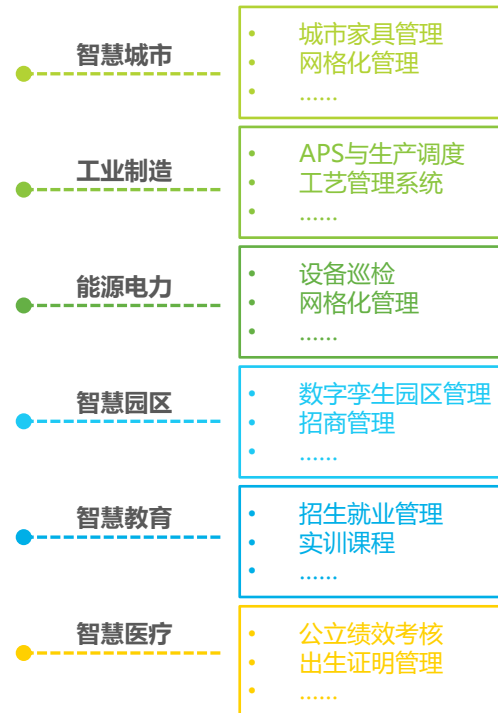 智慧城市
• 城市家具管理
• 网格化管理
• ......
工业制造
• APS与生产调度
• 工艺管理系统
• ......
能源电力
• 设备巡检
• 网格化管理
• ......
智慧园区
• 数字孪生园区管理
• 招商管理
• ......
智慧教育
• 招生就业管理
• 实训课程
• ......
智慧医疗
• 公立绩效考核
• 出生证明管理
• ......